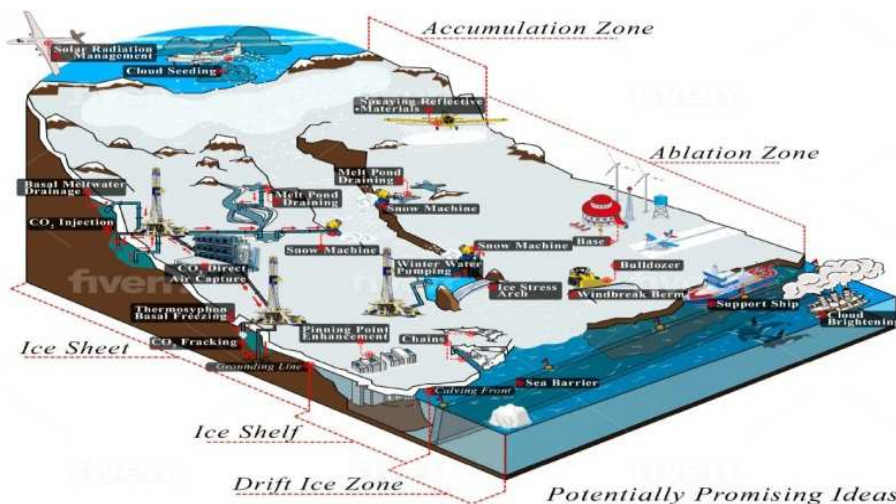 Accumulation Zone
Solar Radiation
Management
Cloud Seeding
Spraying Reflective
Materials
Ablation Zone
Melt Pond
Draining
Basal Meltwater
Drainage
Melt Pond
Draining
Snow Machine
CO₂ Injection
Snow Machine
Snow Machine
Base
Winter Water
Pumping
Bulldozer
CO₂ Direct
Air Capture
Ice Stress
Arch
Windbreak Berm
Support Ship
Thermosyphon
Basal Freezing
Cloud
Brightening
Pinning Point
Enhancement
Chains
CO₂ Fracking
Ice Sheet
Grounding Line
Sea Barrier
Calving Front
Ice Shelf
Drift Ice Zone
Potentially Promising Ideas